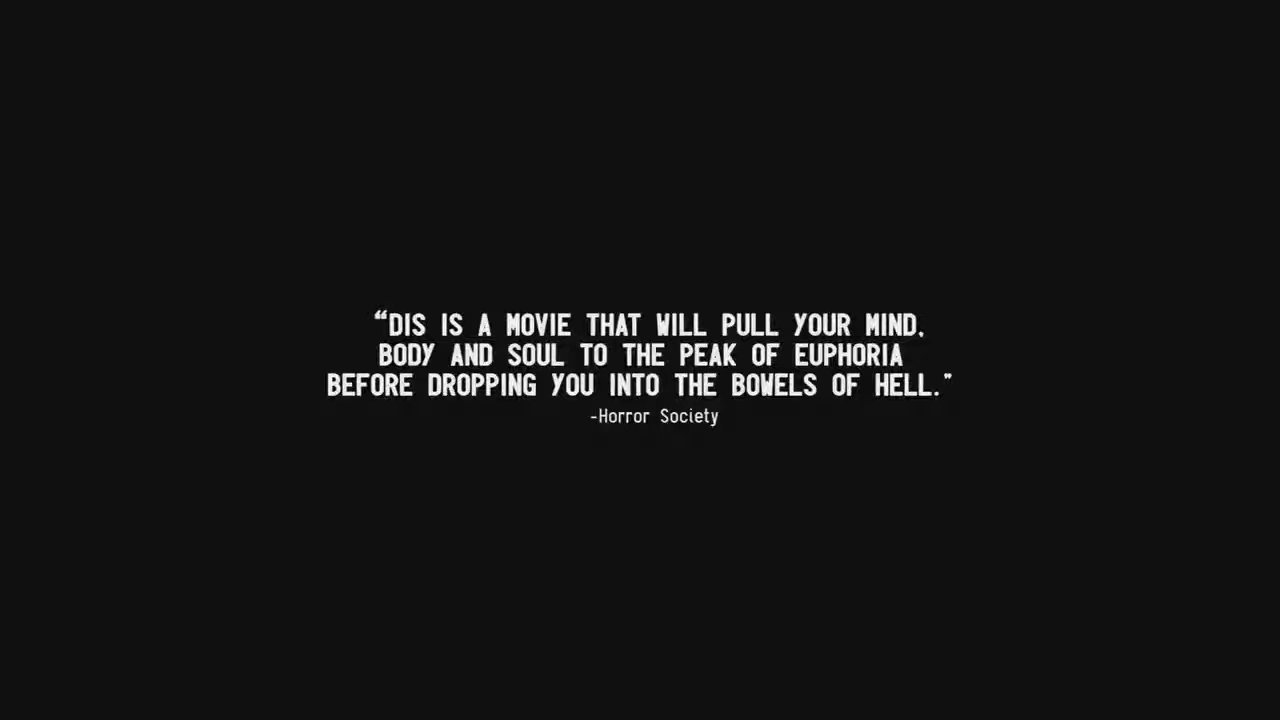 “DIS IS A MOVIE THAT WILL PULL YOUR MIND,
BODY AND SOUL TO THE PEAK OF EUPHORIA
BEFORE DROPPING YOU INTO THE BOWELS OF HELL.”
-Horror Society